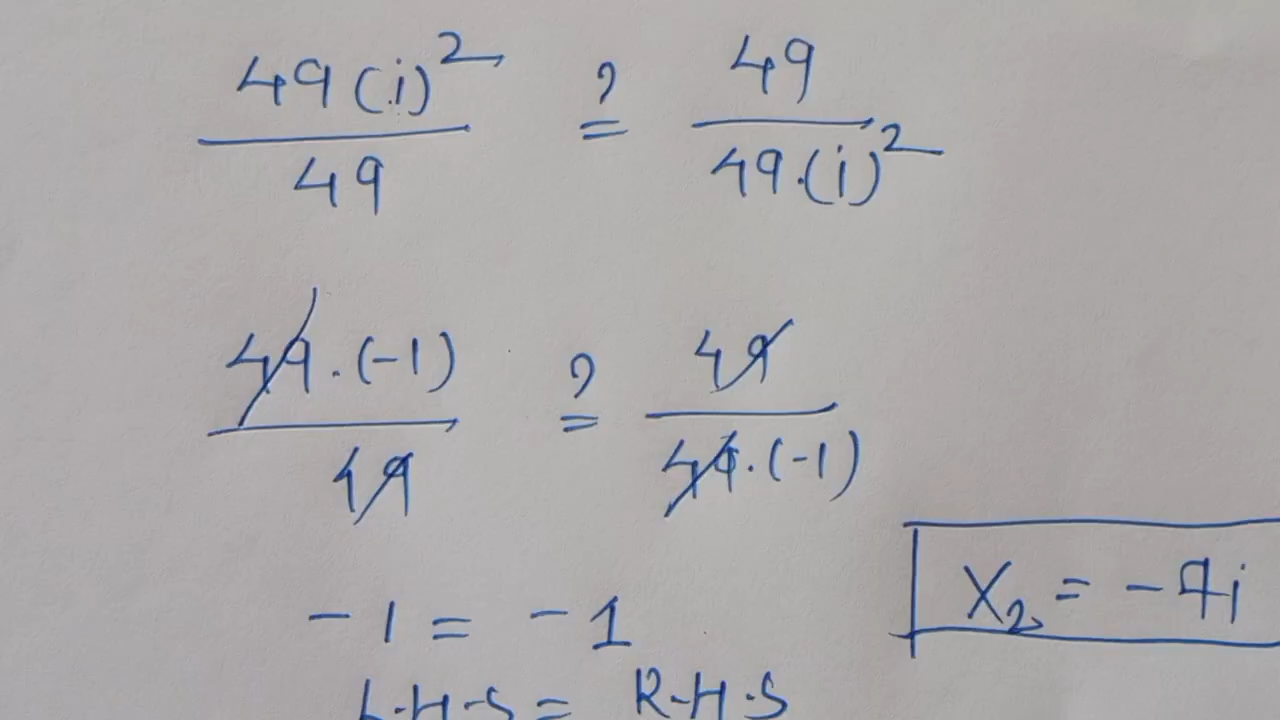 49(i)² / 49 ?= 49 / 49.(i)²
49.(-1) / 49 ?= 49 / 49.(-1)
X₂ = -7i
-1 = -1
L.H.S = R.H.S